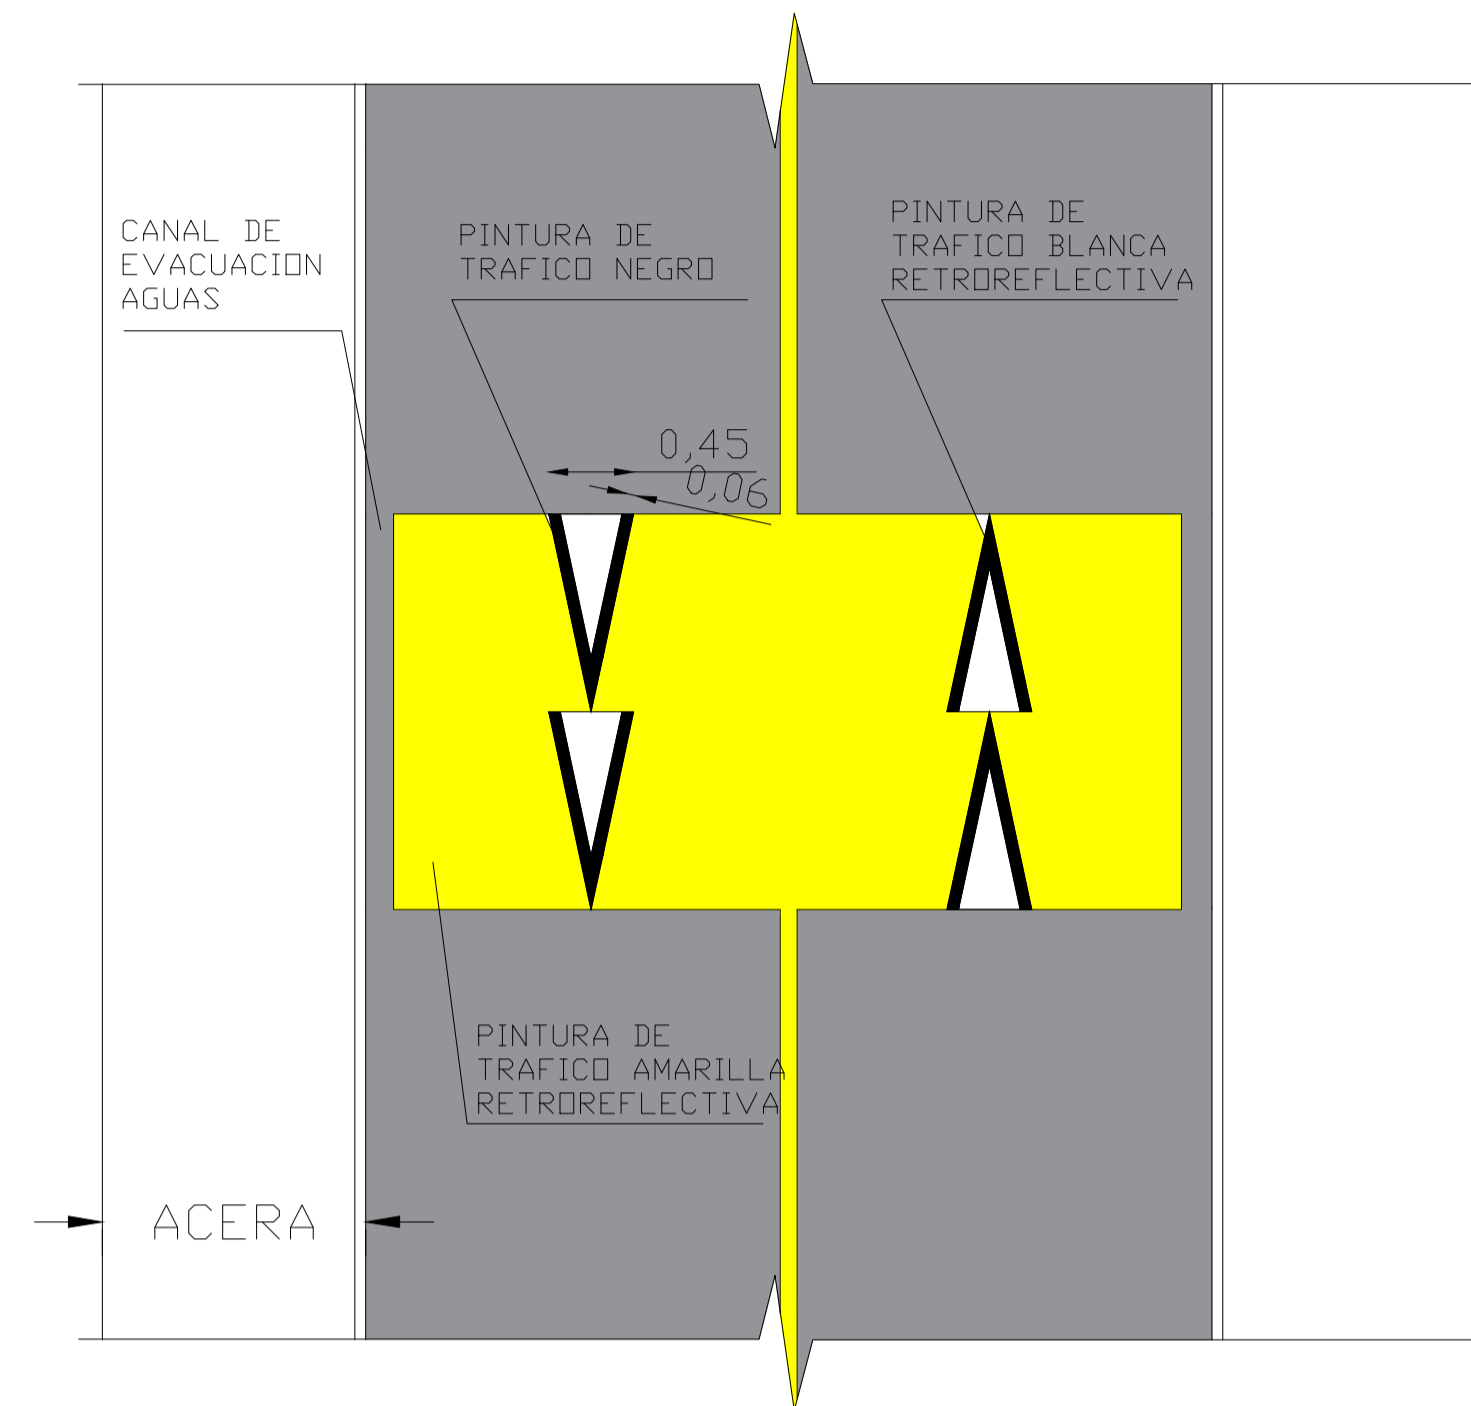 CANAL DE
EVACUACION
AGUAS
PINTURA DE
TRAFICO NEGRO
PINTURA DE
TRAFICO BLANCA
RETROREFLECTIVA
0,45
0,06
PINTURA DE
TRAFICO AMARILLA
RETROREFLECTIVA
ACERA